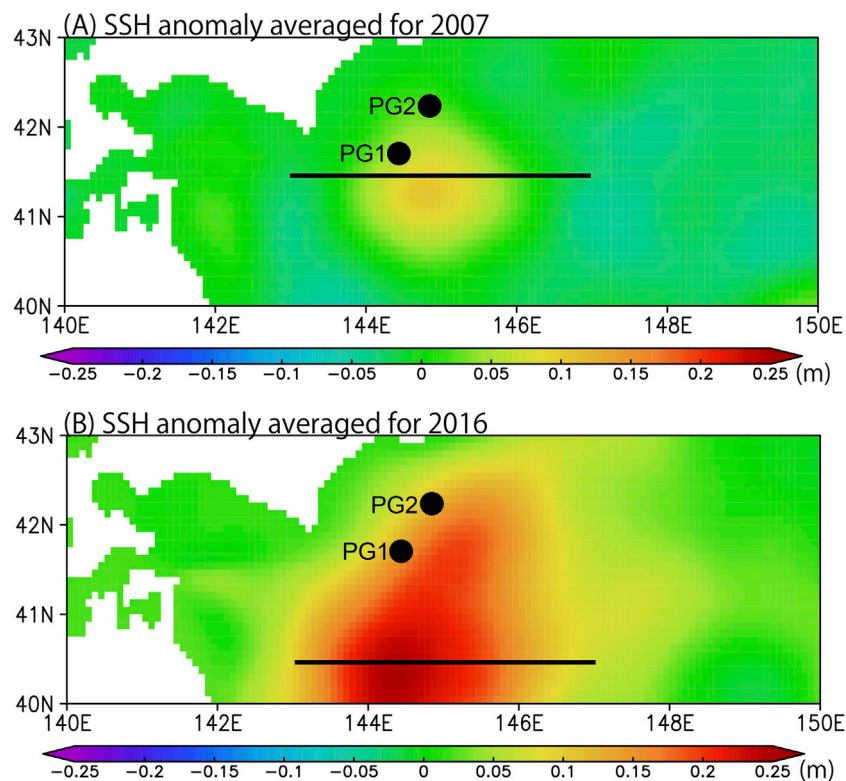 (A) SSH anomaly averaged for 2007
43N
42N
41N
40N
PG2
PG1
140E 142E 144E 146E 148E 150E
−0.25 −0.2 −0.15 −0.1 −0.05 0 0.05 0.1 0.15 0.2 0.25 (m)
(B) SSH anomaly averaged for 2016
43N
42N
41N
40N
PG2
PG1
140E 142E 144E 146E 148E 150E
−0.25 −0.2 −0.15 −0.1 −0.05 0 0.05 0.1 0.15 0.2 0.25 (m)